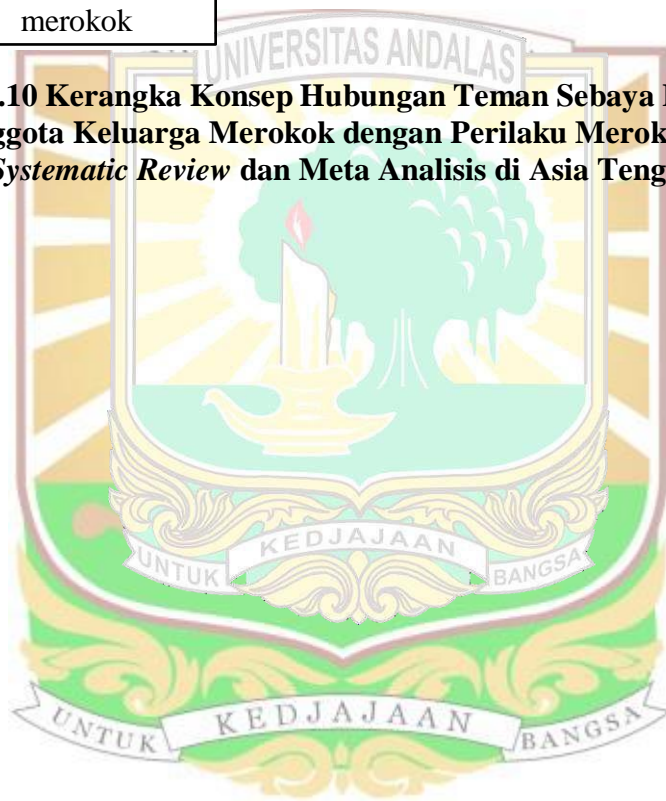 merokok
UNIVERSITAS ANDALAS
.10 Kerangka Konsep Hubungan Teman Sebaya
ggota Keluarga Merokok dengan Perilaku Merok
Systematic Review dan Meta Analisis di Asia Teng
UNTUK KEDJAJAAN BANGSA
UNTUK KEDJAJAAN BANGSA